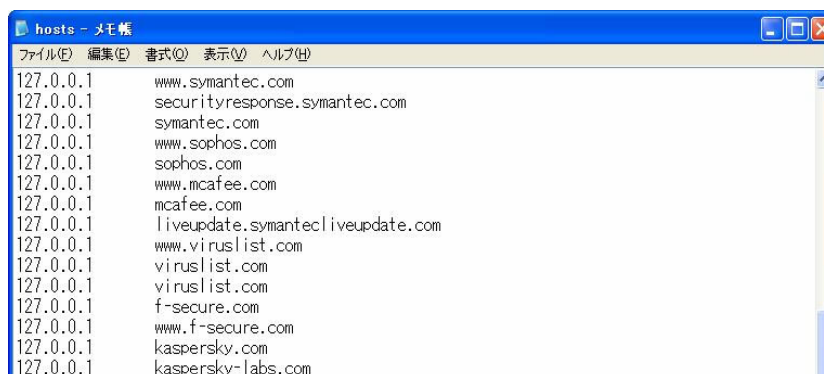 hosts - メモ帳
ファイル(F) 編集(E) 書式(O) 表示(V) ヘルプ(H)
127.0.0.1 www.symantec.com
127.0.0.1 securityresponse.symantec.com
127.0.0.1 symantec.com
127.0.0.1 www.sophos.com
127.0.0.1 sophos.com
127.0.0.1 www.mcafee.com
127.0.0.1 mcafee.com
127.0.0.1 liveupdate.symantecliveupdate.com
127.0.0.1 www.viruslist.com
127.0.0.1 viruslist.com
127.0.0.1 viruslist.com
127.0.0.1 f-secure.com
127.0.0.1 www.f-secure.com
127.0.0.1 kaspersky.com
127.0.0.1 kaspersky-labs.com